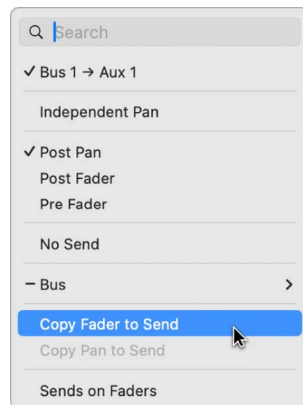 Search
✓ Bus 1 → Aux 1
Independent Pan
✓ Post Pan
Post Fader
Pre Fader
No Send
– Bus >
Copy Fader to Send
Copy Pan to Send
Sends on Faders